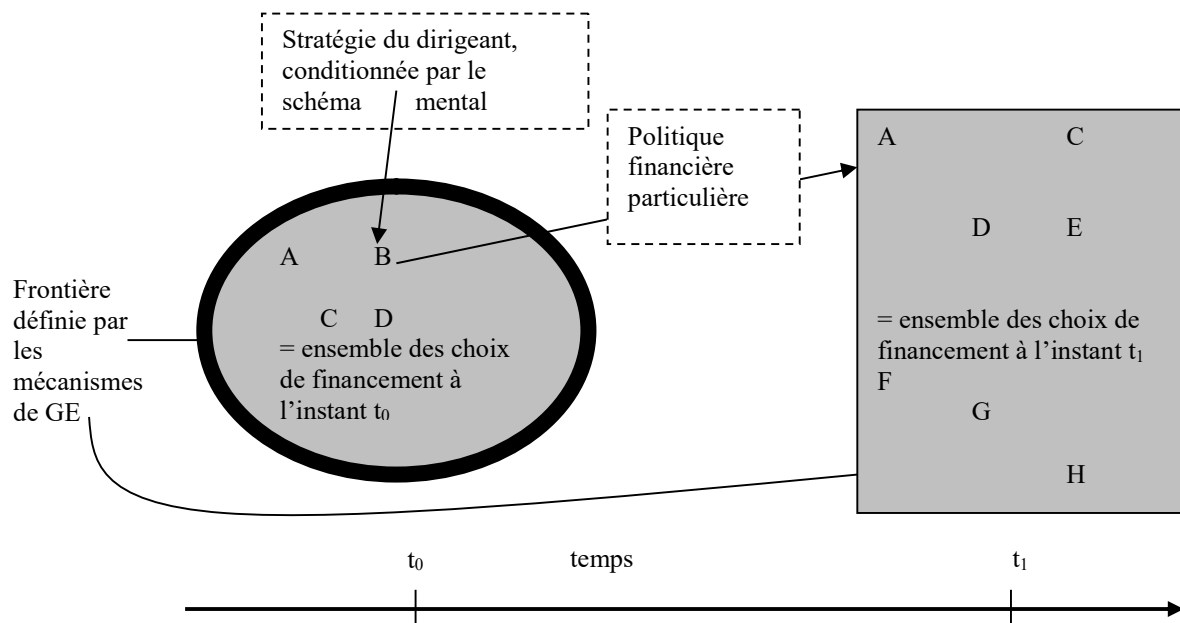 Stratégie du dirigeant,
conditionnée par le
schéma mental
Politique
financière
particulière
A C
D E
= ensemble des choix de
financement à l’instant t₁
F
G
H
A B
C D
= ensemble des choix
de financement à
l’instant t₀
Frontière
définie par
les
mécanismes
de GE
t₀ temps t₁